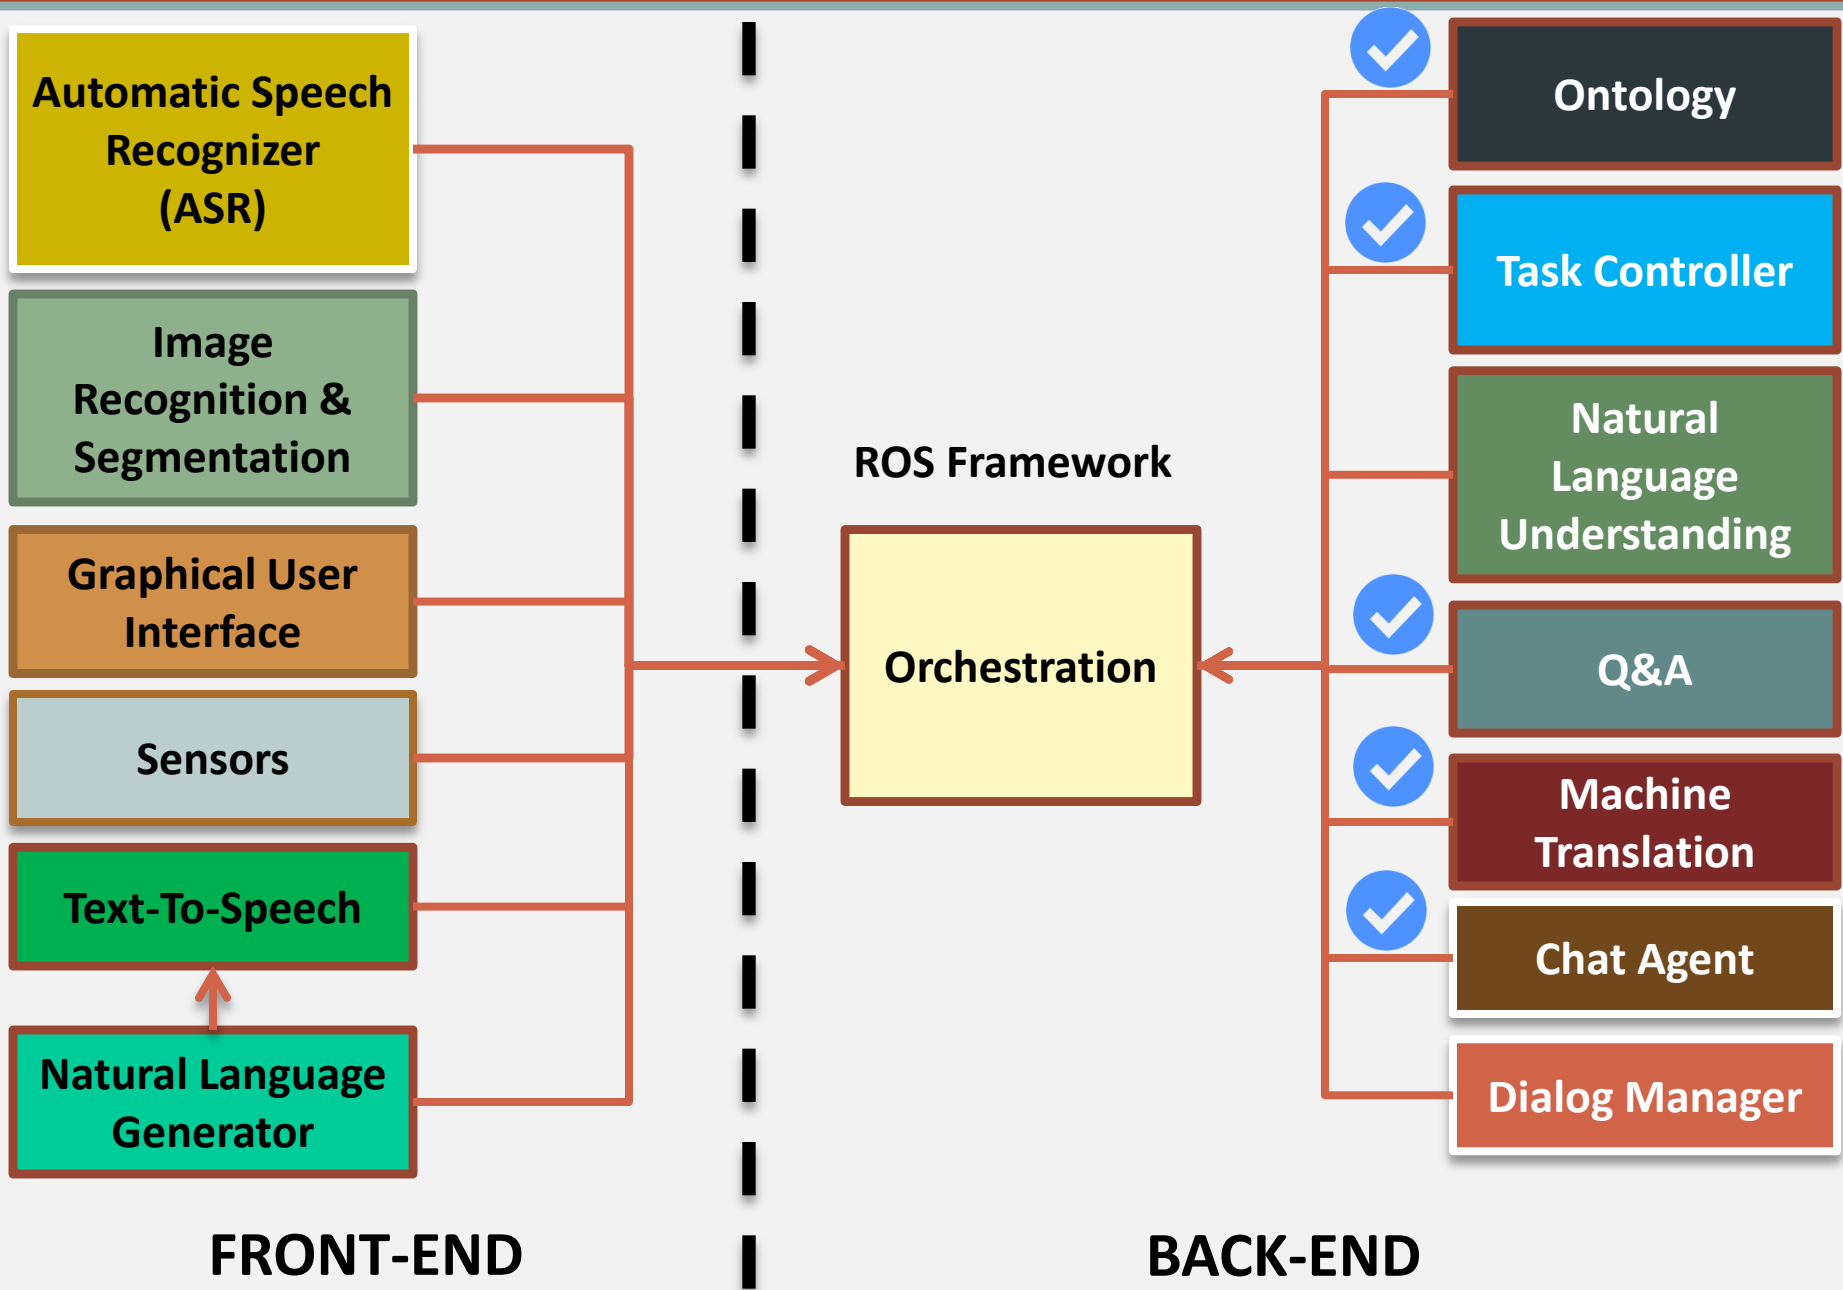 Automatic Speech
Recognizer
(ASR)
Image
Recognition &
Segmentation
Graphical User
Interface
Sensors
Text-To-Speech
Natural Language
Generator
FRONT-END
ROS Framework
Orchestration
Ontology
Task Controller
Natural
Language
Understanding
Q&A
Machine
Translation
Chat Agent
Dialog Manager
BACK-END